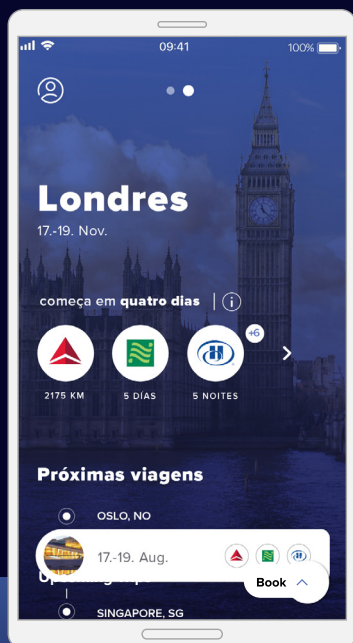 09:41
100%
Londres
17.-19. Nov.
começa em quatro dias
+6
2175 KM
5 DÍAS
5 NOITES
Próximas viagens
OSLO, NO
17.-19. Aug.
Book
SINGAPORE, SG